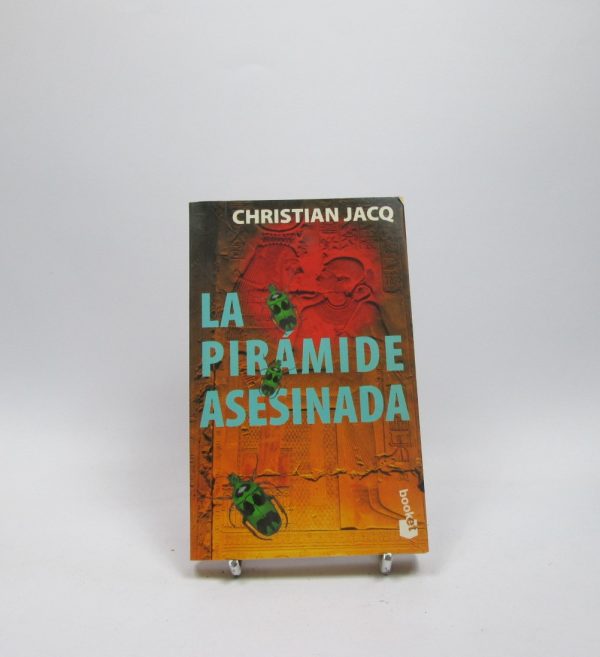 CHRISTIAN JACQ
LA
PIRÁMIDE
ASESINADA
booket